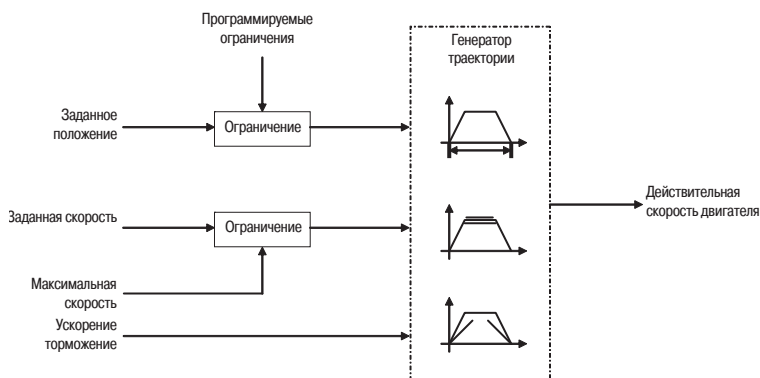 Программируемые
ограничения
Генератор
траектории
Заданное
положение
Ограничение
Действительная
скорость двигателя
Заданная скорость
Ограничение
Максимальная
скорость
Ускорение
торможение